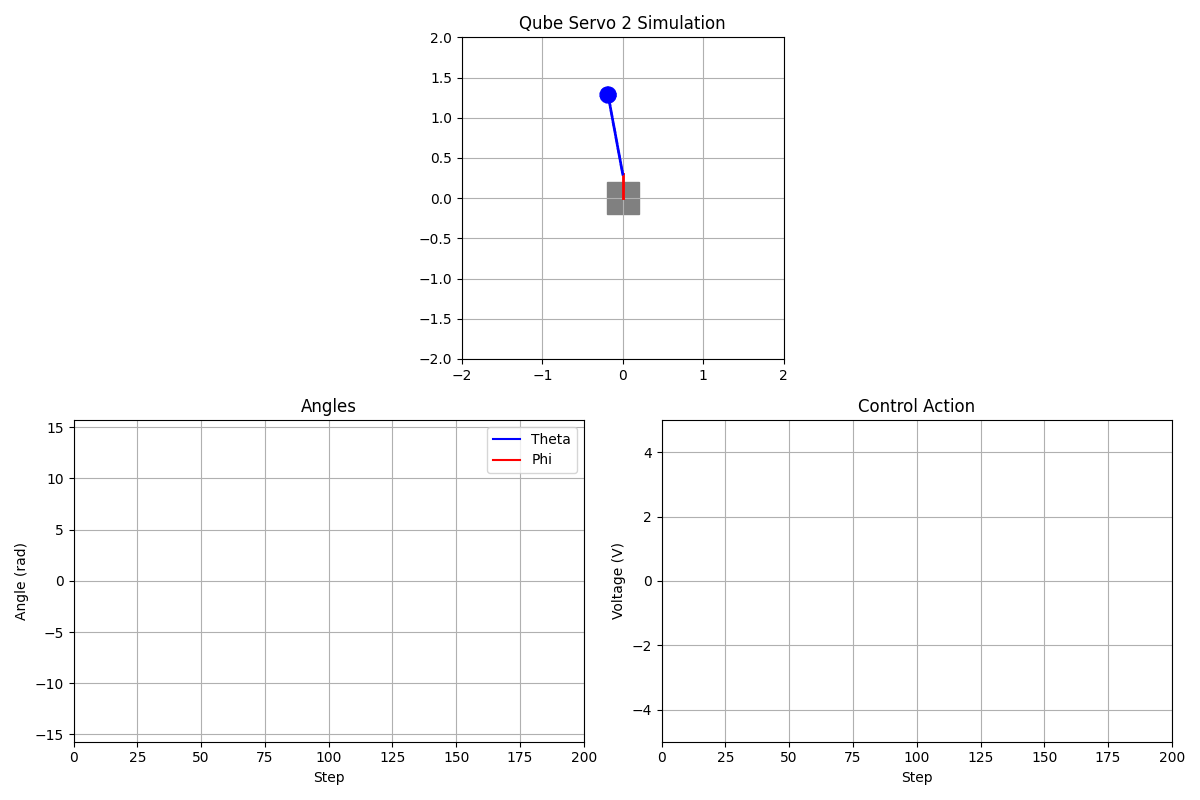 Qube Servo 2 Simulation
2.0
1.5
1.0
0.5
0.0
−0.5
−1.0
−1.5
−2.0
−2 −1 0 1 2
Angles
Theta
Phi
15
10
5
0
−5
−10
−15
Angle (rad)
0 25 50 75 100 125 150 175 200
Step
Control Action
4
2
0
−2
−4
Voltage (V)
0 25 50 75 100 125 150 175 200
Step